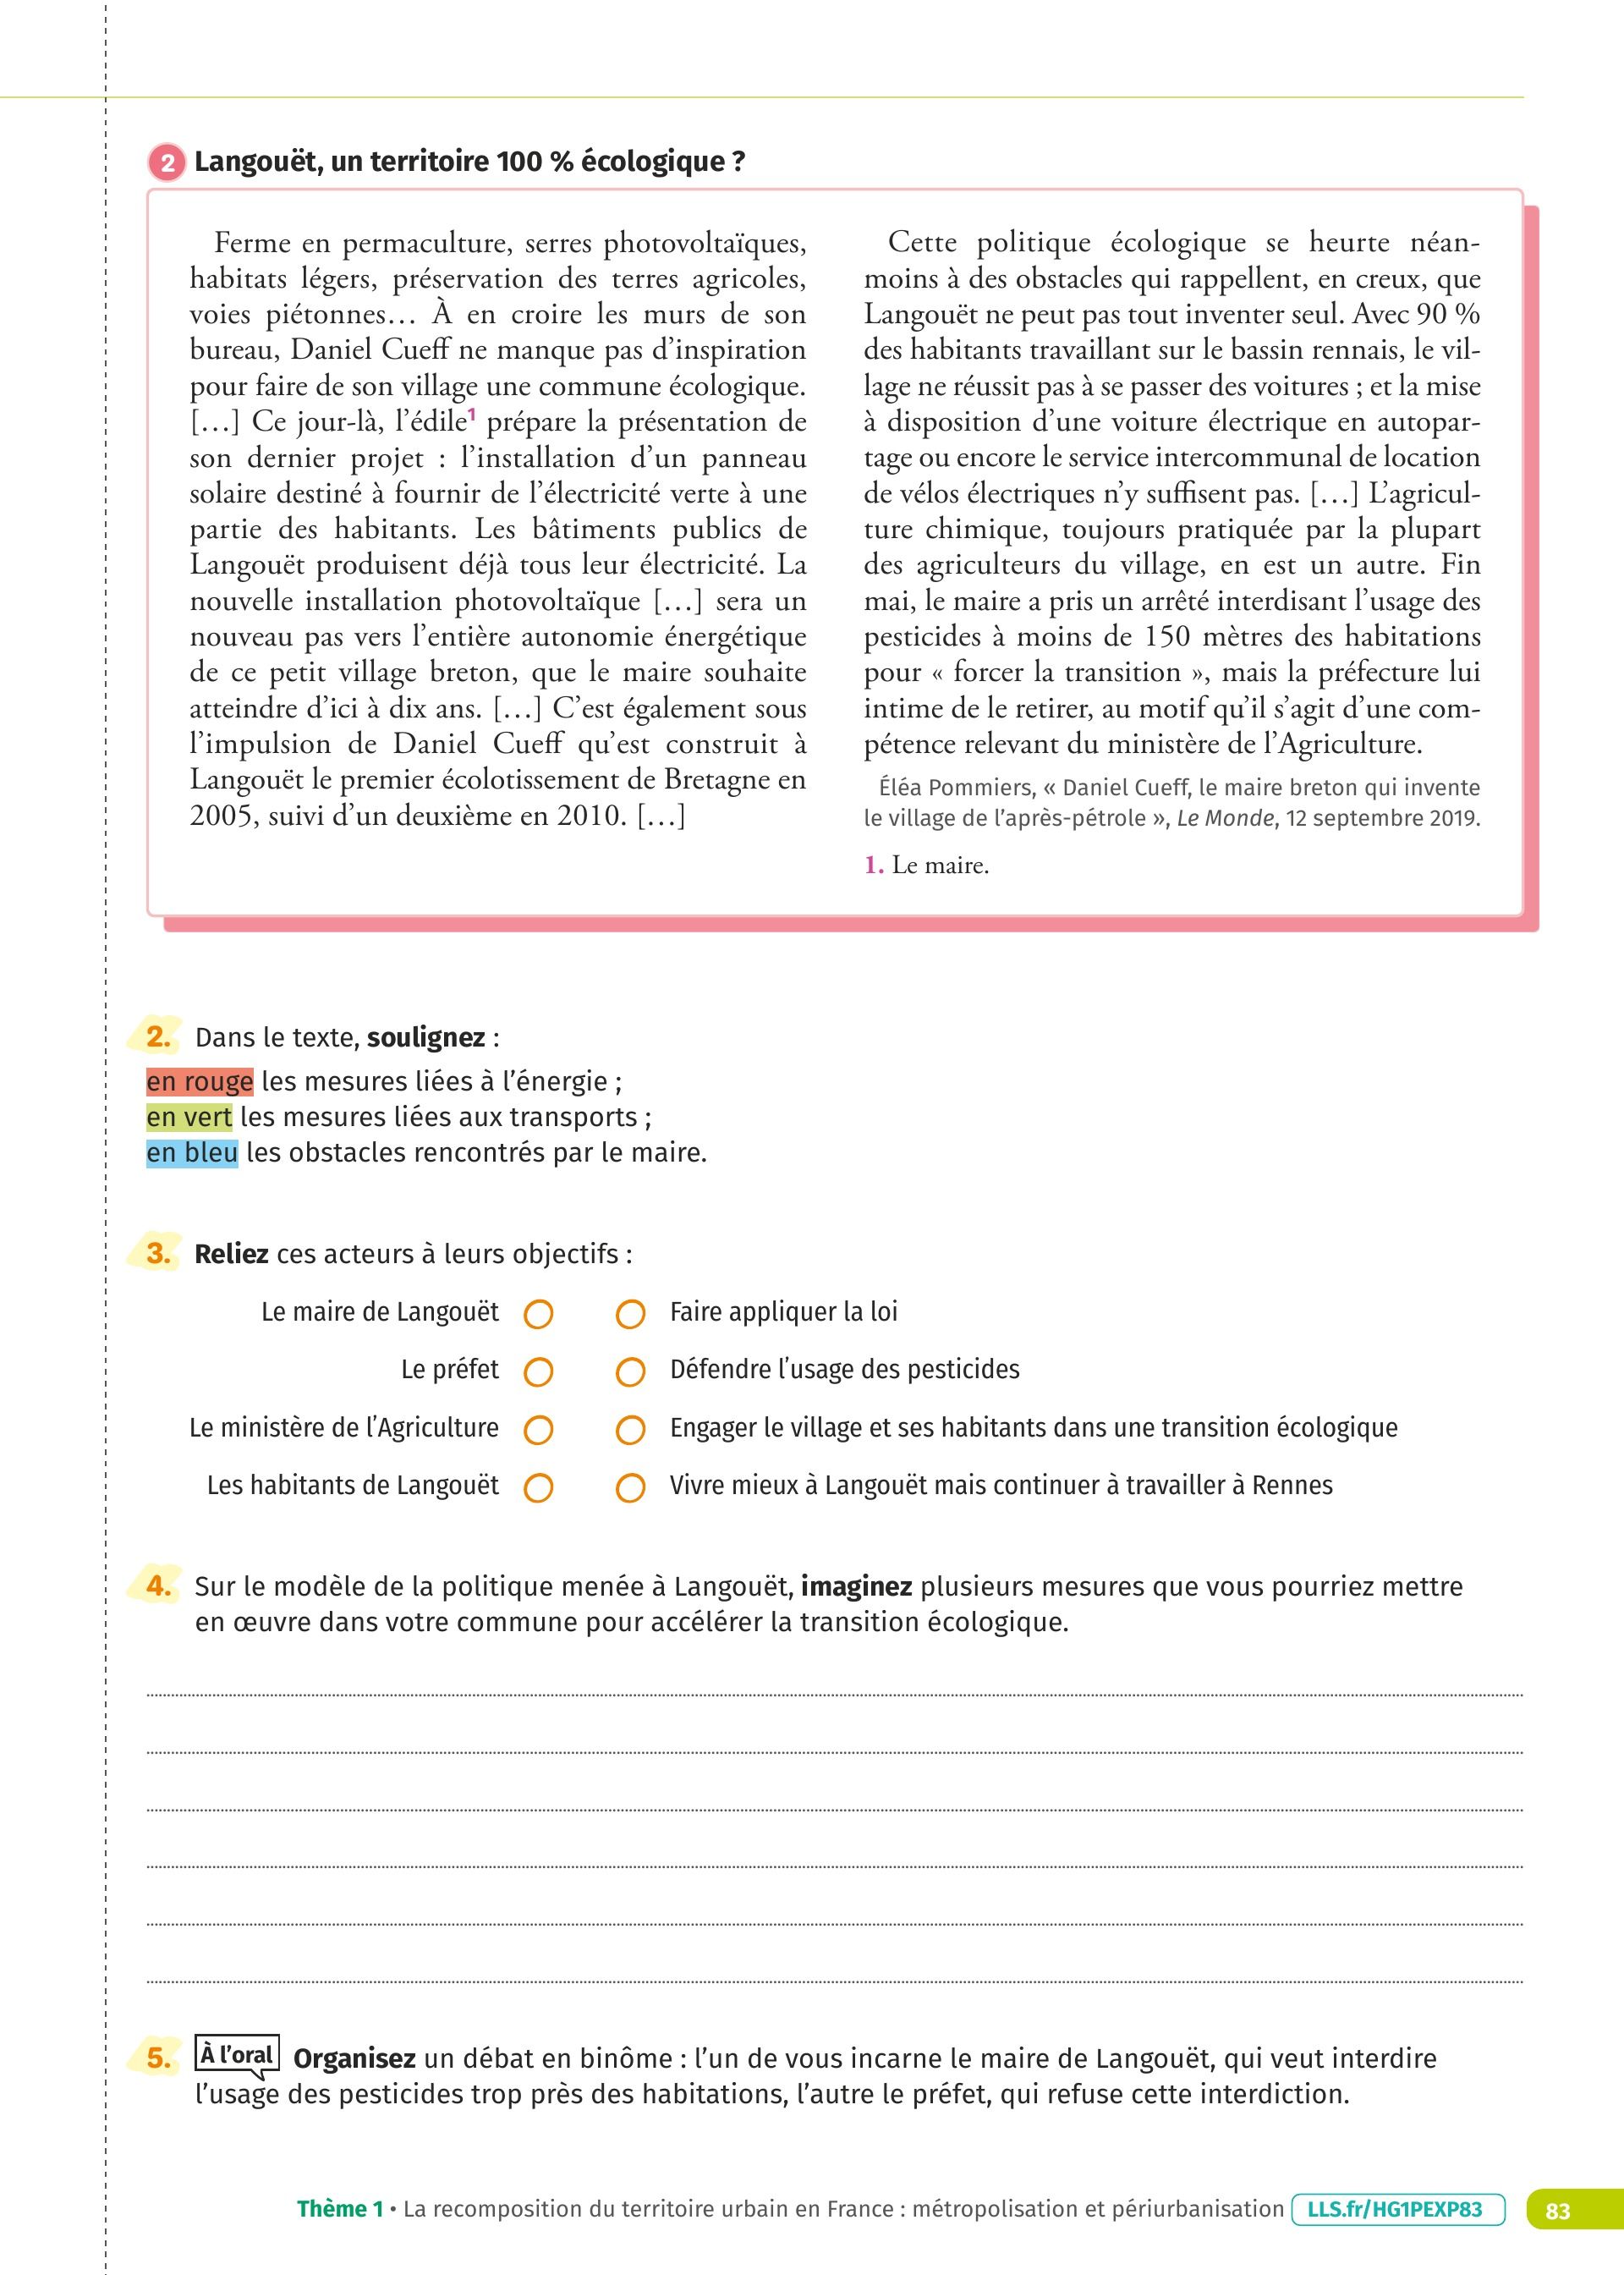 2 Langouët, un territoire 100 % écologique ?
Ferme en permaculture, serres photovoltaïques,
habitats légers, préservation des terres agricoles,
voies piétonnes… À en croire les murs de son
bureau, Daniel Cueff ne manque pas d’inspiration
pour faire de son village une commune écologique.
[…] Ce jour-là, l’édile1 prépare la présentation de
son dernier projet : l’installation d’un panneau
solaire destiné à fournir de l’électricité verte à une
partie des habitants. Les bâtiments publics de
Langouët produisent déjà tous leur électricité. La
nouvelle installation photovoltaïque […] sera un
nouveau pas vers l’entière autonomie énergétique
de ce petit village breton, que le maire souhaite
atteindre d’ici à dix ans. […] C’est également sous
l’impulsion de Daniel Cueff qu’est construit à
Langouët le premier écolotissement de Bretagne en
2005, suivi d’un deuxième en 2010. […]
Cette politique écologique se heurte néan-
moins à des obstacles qui rappellent, en creux, que
Langouët ne peut pas tout inventer seul. Avec 90 %
des habitants travaillant sur le bassin rennais, le vil-
lage ne réussit pas à se passer des voitures ; et la mise
à disposition d’une voiture électrique en autopar-
tage ou encore le service intercommunal de location
de vélos électriques n’y suffisent pas. […] L’agricul-
ture chimique, toujours pratiquée par la plupart
des agriculteurs du village, en est un autre. Fin
mai, le maire a pris un arrêté interdisant l’usage des
pesticides à moins de 150 mètres des habitations
pour « forcer la transition », mais la préfecture lui
intime de le retirer, au motif qu’il s’agit d’une com-
pétence relevant du ministère de l’Agriculture.
Éléa Pommiers, « Daniel Cueff, le maire breton qui invente
le village de l’après-pétrole », Le Monde, 12 septembre 2019.
1. Le maire.
2. Dans le texte, soulignez :
en rouge les mesures liées à l’énergie ;
en vert les mesures liées aux transports ;
en bleu les obstacles rencontrés par le maire.
3. Reliez ces acteurs à leurs objectifs :
Le maire de Langouët Faire appliquer la loi
Le préfet Défendre l’usage des pesticides
Le ministère de l’Agriculture Engager le village et ses habitants dans une transition écologique
Les habitants de Langouët Vivre mieux à Langouët mais continuer à travailler à Rennes
4. Sur le modèle de la politique menée à Langouët, imaginez plusieurs mesures que vous pourriez mettre
en œuvre dans votre commune pour accélérer la transition écologique.
5. À l’oral Organisez un débat en binôme : l’un de vous incarne le maire de Langouët, qui veut interdire
l’usage des pesticides trop près des habitations, l’autre le préfet, qui refuse cette interdiction.
Thème 1 • La recomposition du territoire urbain en France : métropolisation et périurbanisation LLS.fr/HG1PEXP83 83